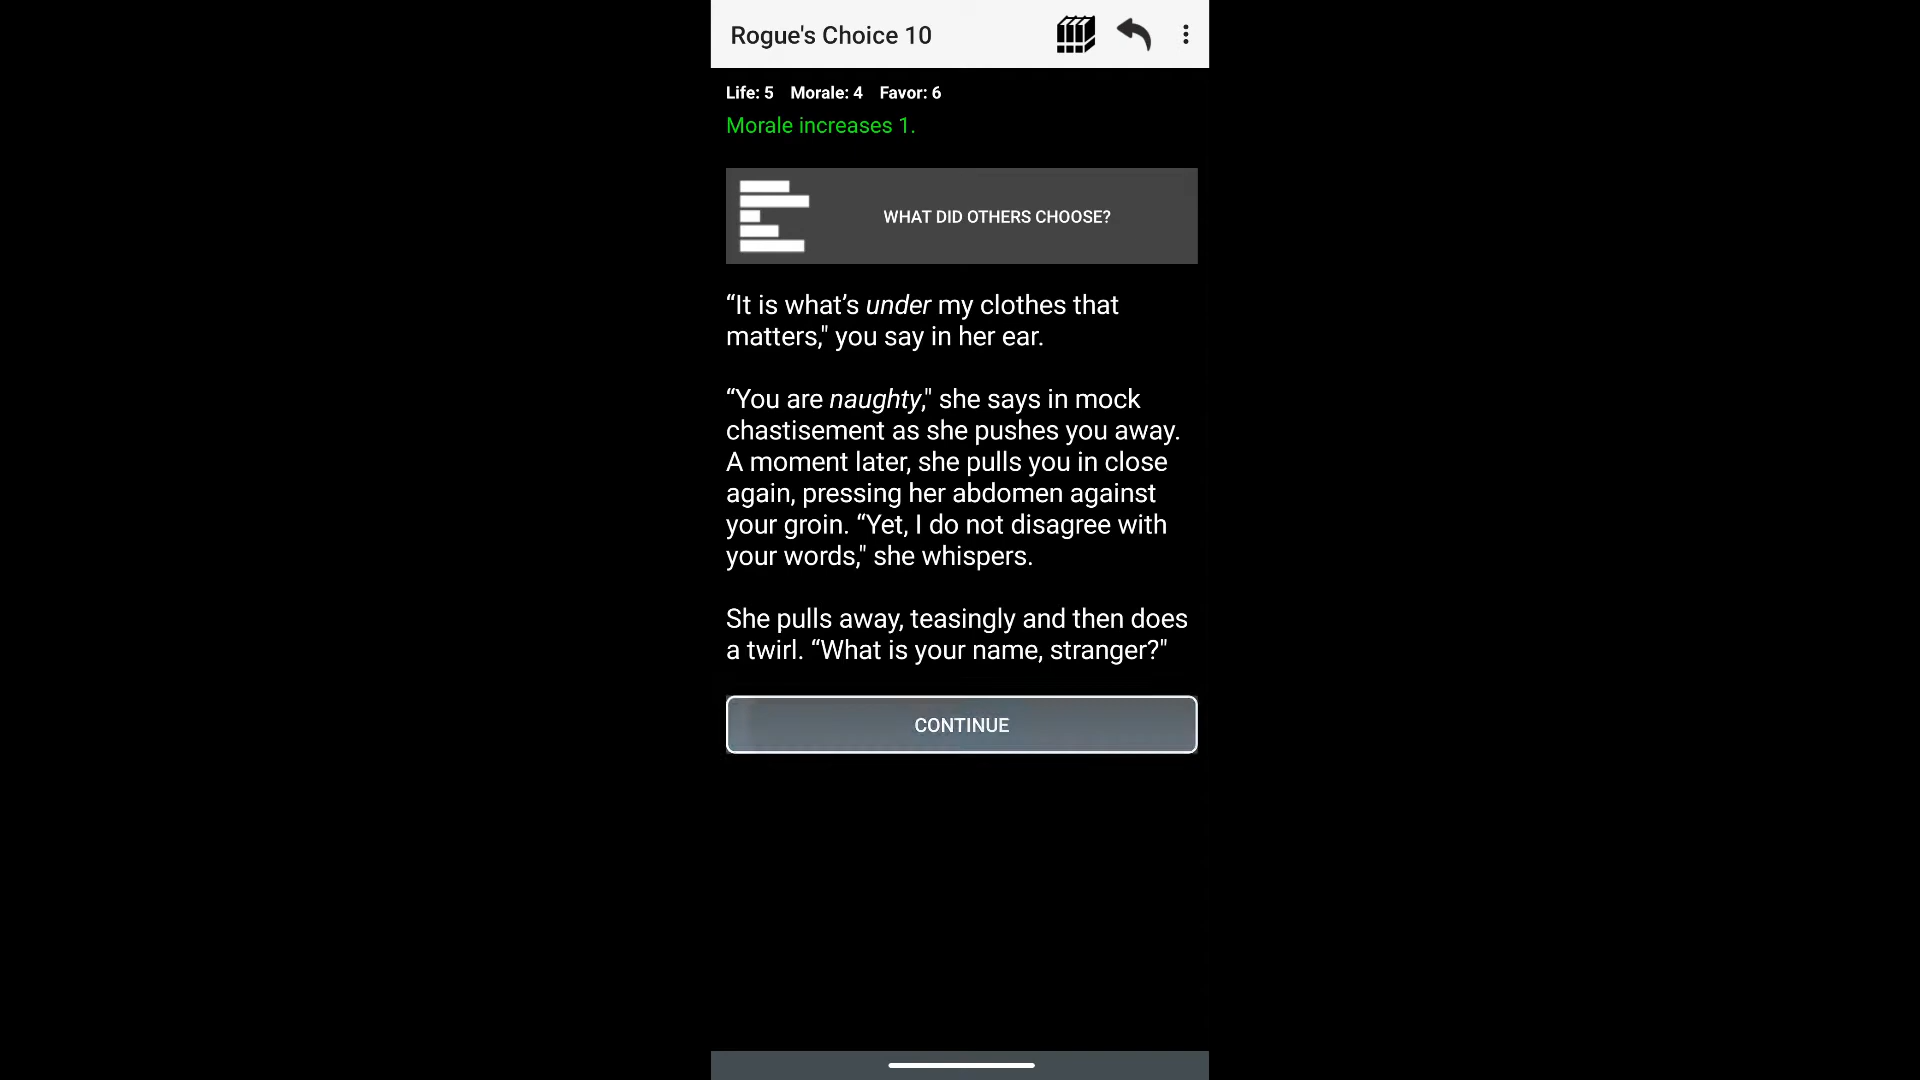 Rogue's Choice 10
Life: 5 Morale: 4 Favor: 6
Morale increases 1.
WHAT DID OTHERS CHOOSE?
“It is what’s under my clothes that
matters," you say in her ear.
“You are naughty," she says in mock
chastisement as she pushes you away.
A moment later, she pulls you in close
again, pressing her abdomen against
your groin. “Yet, I do not disagree with
your words," she whispers.
She pulls away, teasingly and then does
a twirl. “What is your name, stranger?"
CONTINUE